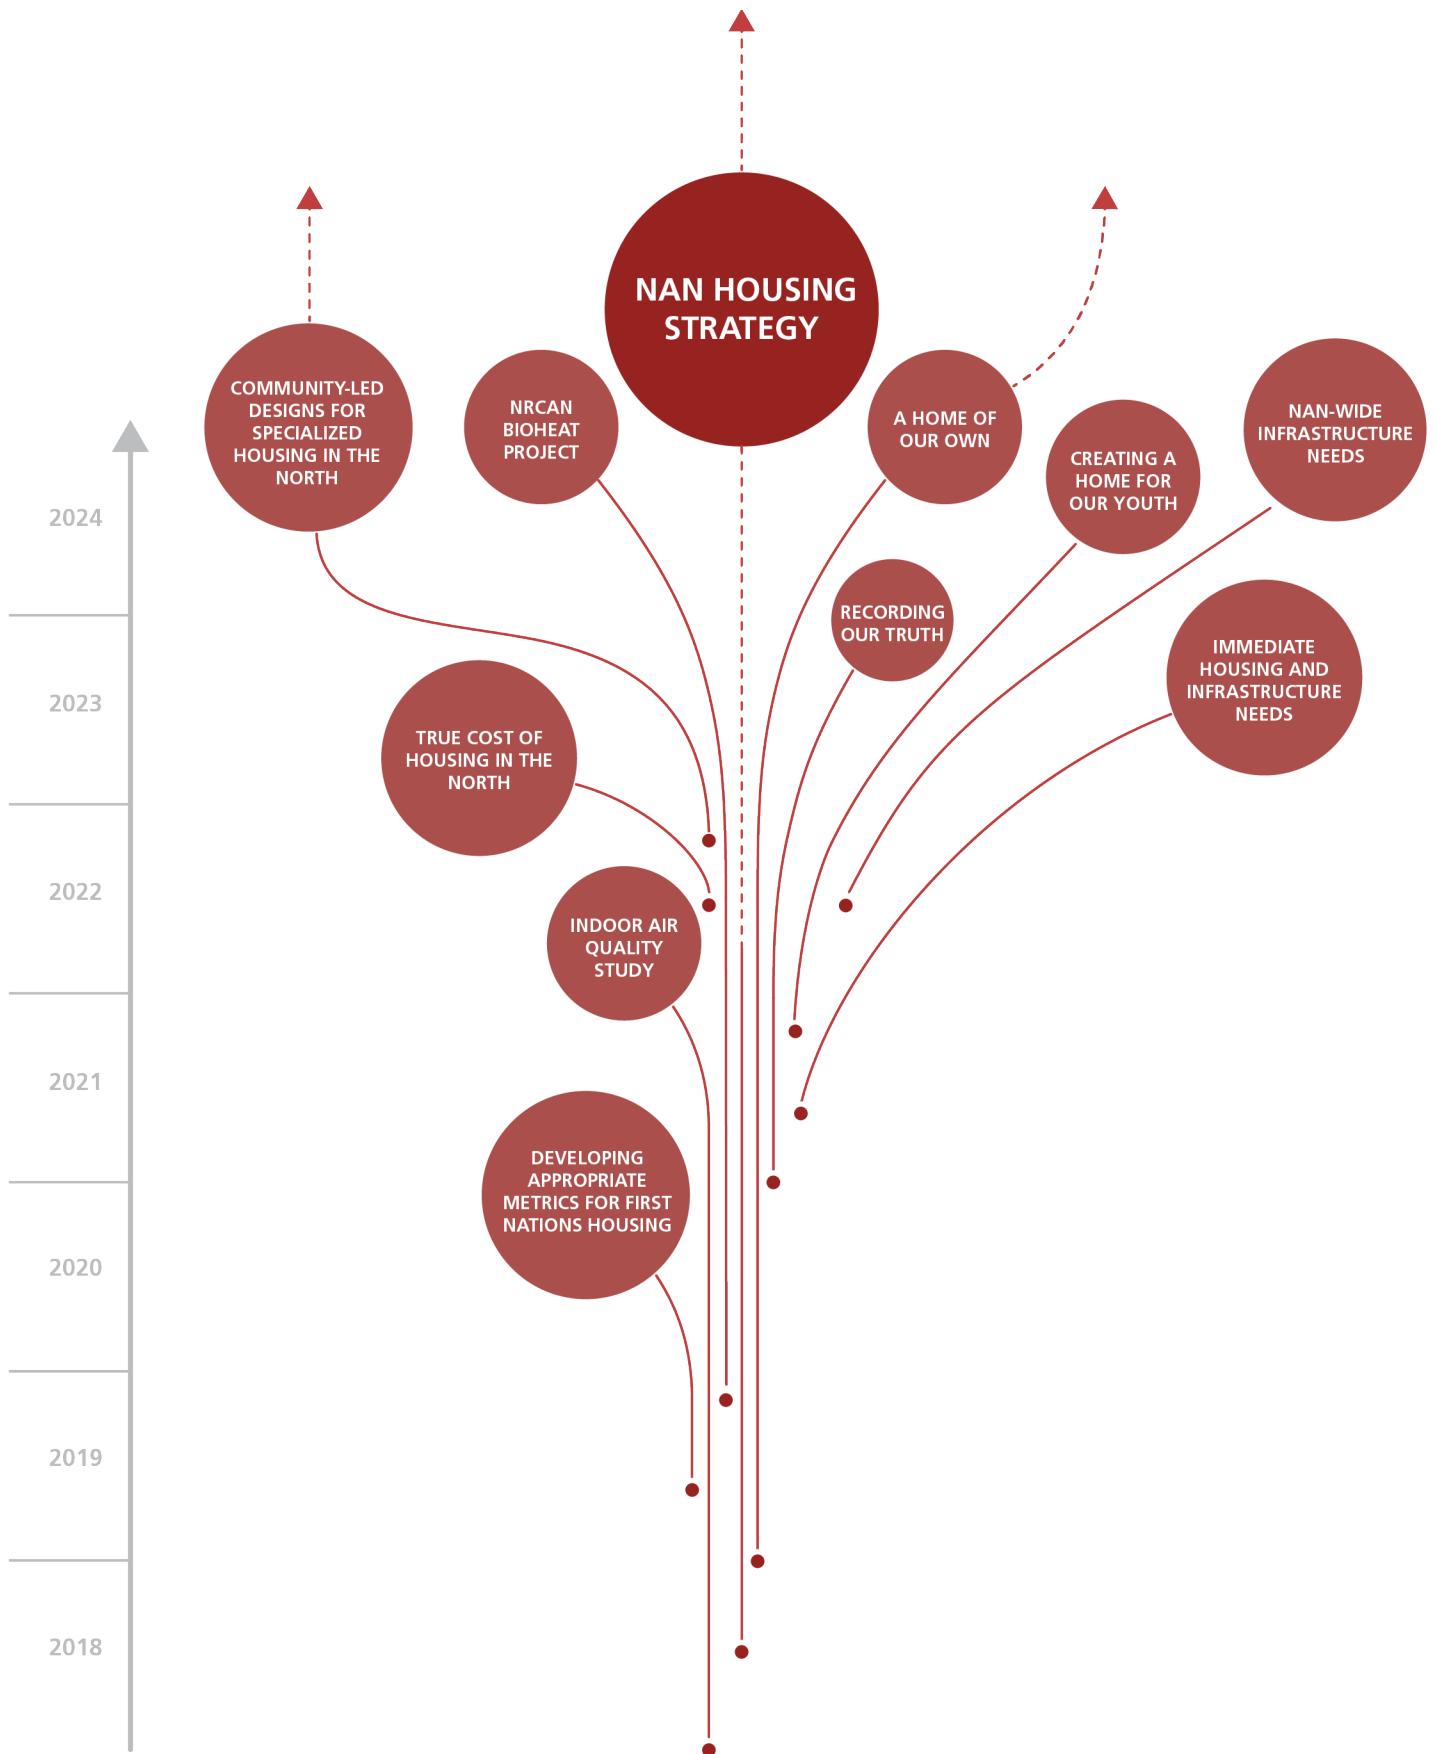 NAN HOUSING
STRATEGY
COMMUNITY-LED
DESIGNS FOR
SPECIALIZED
HOUSING IN THE
NORTH
NRCAN
BIOHEAT
PROJECT
A HOME OF
OUR OWN
CREATING A
HOME FOR
OUR YOUTH
NAN-WIDE
INFRASTRUCTURE
NEEDS
RECORDING
OUR TRUTH
IMMEDIATE
HOUSING AND
INFRASTRUCTURE
NEEDS
TRUE COST OF
HOUSING IN THE
NORTH
INDOOR AIR
QUALITY
STUDY
DEVELOPING
APPROPRIATE
METRICS FOR FIRST
NATIONS HOUSING
2024
2023
2022
2021
2020
2019
2018